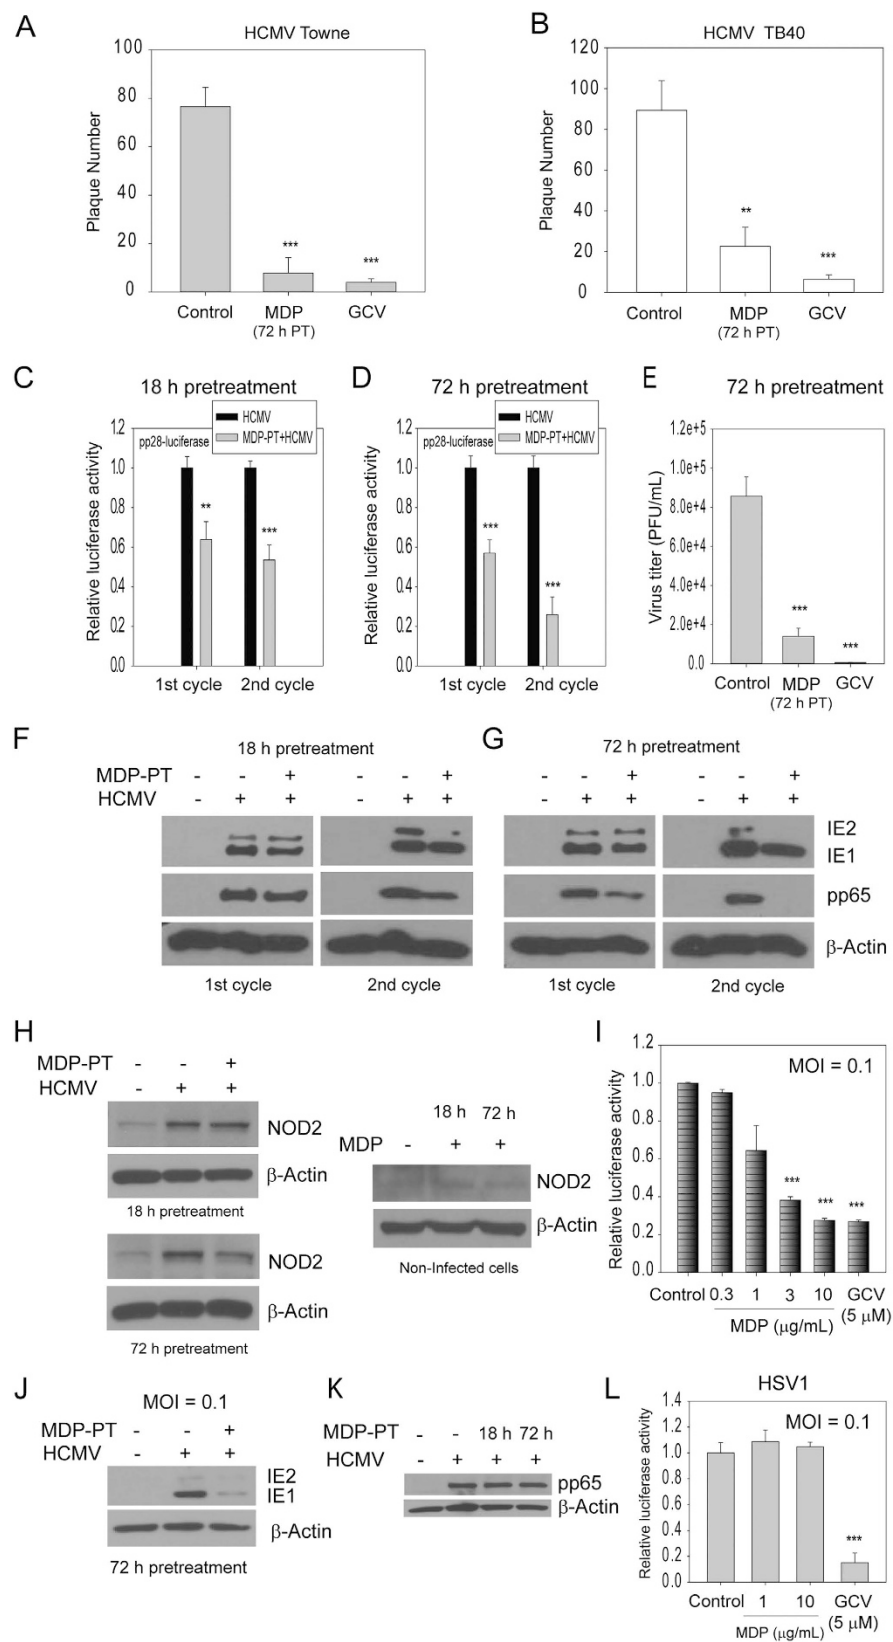 A
HCMV Towne
Plaque Number
100
80
60
40
20
0
***
***
Control
MDP
(72 h PT)
GCV
B
HCMV TB40
Plaque Number
120
100
80
60
40
20
0
**
***
Control
MDP
(72 h PT)
GCV
C
18 h pretreatment
HCMV
MDP-PT+HCMV
pp28-luciferase
Relative luciferase activity
1.2
1.0
0.8
0.6
0.4
0.2
0.0
**
***
1st cycle
2nd cycle
D
72 h pretreatment
HCMV
MDP-PT+HCMV
pp28-luciferase
Relative luciferase activity
1.2
1.0
0.8
0.6
0.4
0.2
0.0
***
***
1st cycle
2nd cycle
E
72 h pretreatment
Virus titer (PFU/mL)
1.2e+5
1.0e+5
8.0e+4
6.0e+4
4.0e+4
2.0e+4
0.0
***
***
Control
MDP
(72 h PT)
GCV
F
18 h pretreatment
MDP-PT - - + - - +
HCMV - + + - + +
1st cycle
2nd cycle
G
72 h pretreatment
- - + - - +
- + + - + +
IE2
IE1
pp65
β-Actin
1st cycle
2nd cycle
H
MDP-PT - - +
HCMV - + +
NOD2
β-Actin
18 h pretreatment
NOD2
β-Actin
72 h pretreatment
18 h 72 h
MDP - + +
NOD2
β-Actin
Non-Infected cells
I
MOI = 0.1
Relative luciferase activity
1.2
1.0
0.8
0.6
0.4
0.2
0.0
***
***
***
Control 0.3 1 3 10 GCV
MDP (μg/mL)
(5 μM)
J
MOI = 0.1
MDP-PT - - +
HCMV - + +
IE2
IE1
β-Actin
72 h pretreatment
K
MDP-PT - - 18 h 72 h
HCMV - + + +
pp65
β-Actin
L
HSV1
MOI = 0.1
Relative luciferase activity
1.4
1.2
1.0
0.8
0.6
0.4
0.2
0.0
***
Control 1 10 GCV
MDP (μg/mL)
(5 μM)